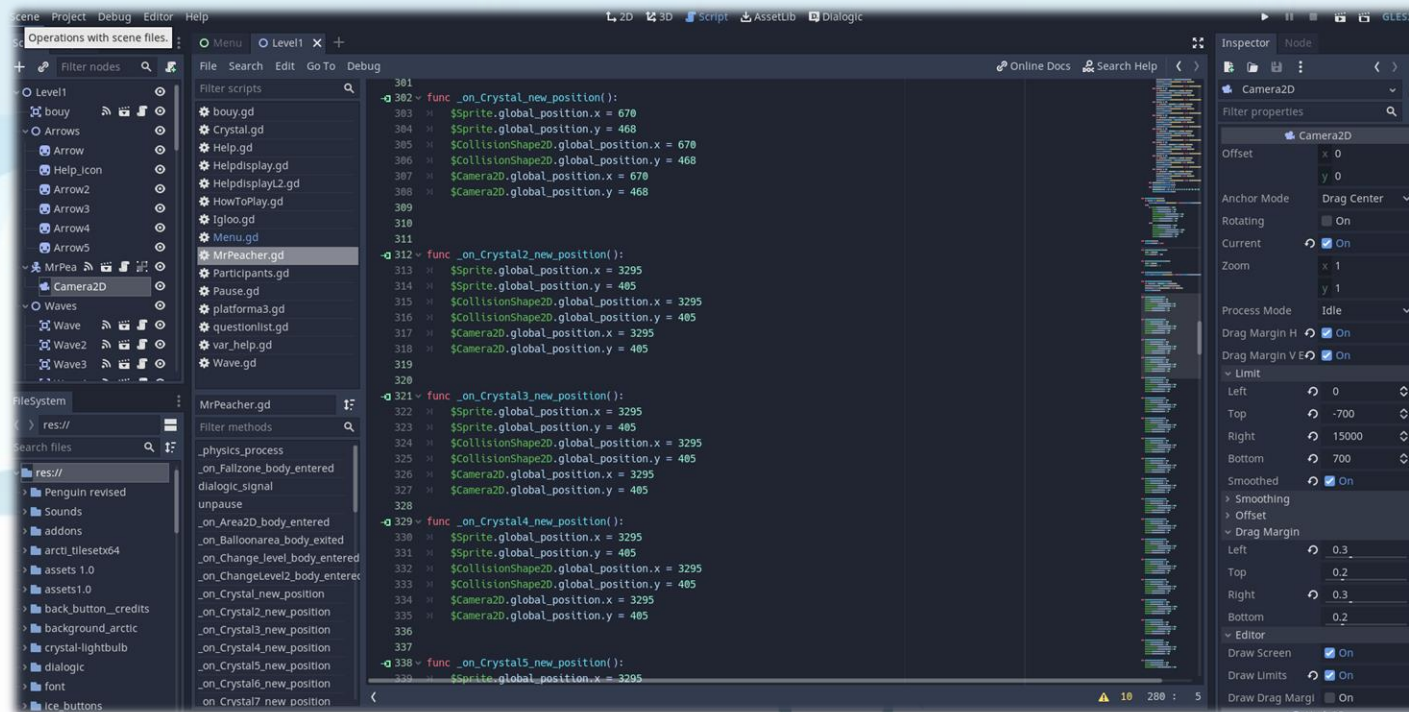 Scene Project Debug Editor Help
2D 3D Script AssetLib Dialogic
GLES
Operations with scene files.
Filter nodes
Level1
bouy
Arrows
Arrow
Help_icon
Arrow2
Arrow3
Arrow4
Arrow5
MrPea
Camera2D
Waves
Wave
Wave2
Wave3
FileSystem
res://
Search files
res://
Penguin revised
Sounds
addons
arcti_tilesetx64
assets 1.0
assets1.0
back_button__credits
background_arctic
crystal-lightbulb
dialogic
font
ice_buttons
Menu Level1
File Search Edit Go To Debug
Online Docs Search Help
Filter scripts
bouy.gd
Crystal.gd
Help.gd
Helpdisplay.gd
HelpdisplayL2.gd
HowToPlay.gd
Igloo.gd
Menu.gd
MrPeacher.gd
Participants.gd
Pause.gd
platforma3.gd
questionlist.gd
var_help.gd
Wave.gd
MrPeacher.gd
Filter methods
_physics_process
_on_Fallzone_body_entered
dialogic_signal
unpause
_on_Area2D_body_entered
_on_Balloonarea_body_exited
_on_Change_level_body_entered
_on_ChangeLevel2_body_entered
_on_Crystal_new_position
_on_Crystal2_new_position
_on_Crystal3_new_position
_on_Crystal4_new_position
_on_Crystal5_new_position
_on_Crystal6_new_position
_on_Crystal7_new_position
301
302 func _on_Crystal_new_position():
303 $Sprite.global_position.x = 670
304 $Sprite.global_position.y = 468
305 $CollisionShape2D.global_position.x = 670
306 $CollisionShape2D.global_position.y = 468
307 $Camera2D.global_position.x = 670
308 $Camera2D.global_position.y = 468
309
310
311
312 func _on_Crystal2_new_position():
313 $Sprite.global_position.x = 3295
314 $Sprite.global_position.y = 405
315 $CollisionShape2D.global_position.x = 3295
316 $CollisionShape2D.global_position.y = 405
317 $Camera2D.global_position.x = 3295
318 $Camera2D.global_position.y = 405
319
320
321 func _on_Crystal3_new_position():
322 $Sprite.global_position.x = 3295
323 $Sprite.global_position.y = 405
324 $CollisionShape2D.global_position.x = 3295
325 $CollisionShape2D.global_position.y = 405
326 $Camera2D.global_position.x = 3295
327 $Camera2D.global_position.y = 405
328
329 func _on_Crystal4_new_position():
330 $Sprite.global_position.x = 3295
331 $Sprite.global_position.y = 405
332 $CollisionShape2D.global_position.x = 3295
333 $CollisionShape2D.global_position.y = 405
334 $Camera2D.global_position.x = 3295
335 $Camera2D.global_position.y = 405
336
337
338 func _on_Crystal5_new_position():
339 $Sprite.global_position.x = 3295
10 280 : 5
Inspector Node
Camera2D
Filter properties
Camera2D
Offset x 0
y 0
Anchor Mode Drag Center
Rotating On
Current On
Zoom x 1
y 1
Process Mode Idle
Drag Margin H On
Drag Margin V E On
Limit
Left 0
Top -700
Right 15000
Bottom 700
Smoothed On
Smoothing
Offset
Drag Margin
Left 0.3
Top 0.2
Right 0.3
Bottom 0.2
Editor
Draw Screen On
Draw Limits On
Draw Drag Margi On